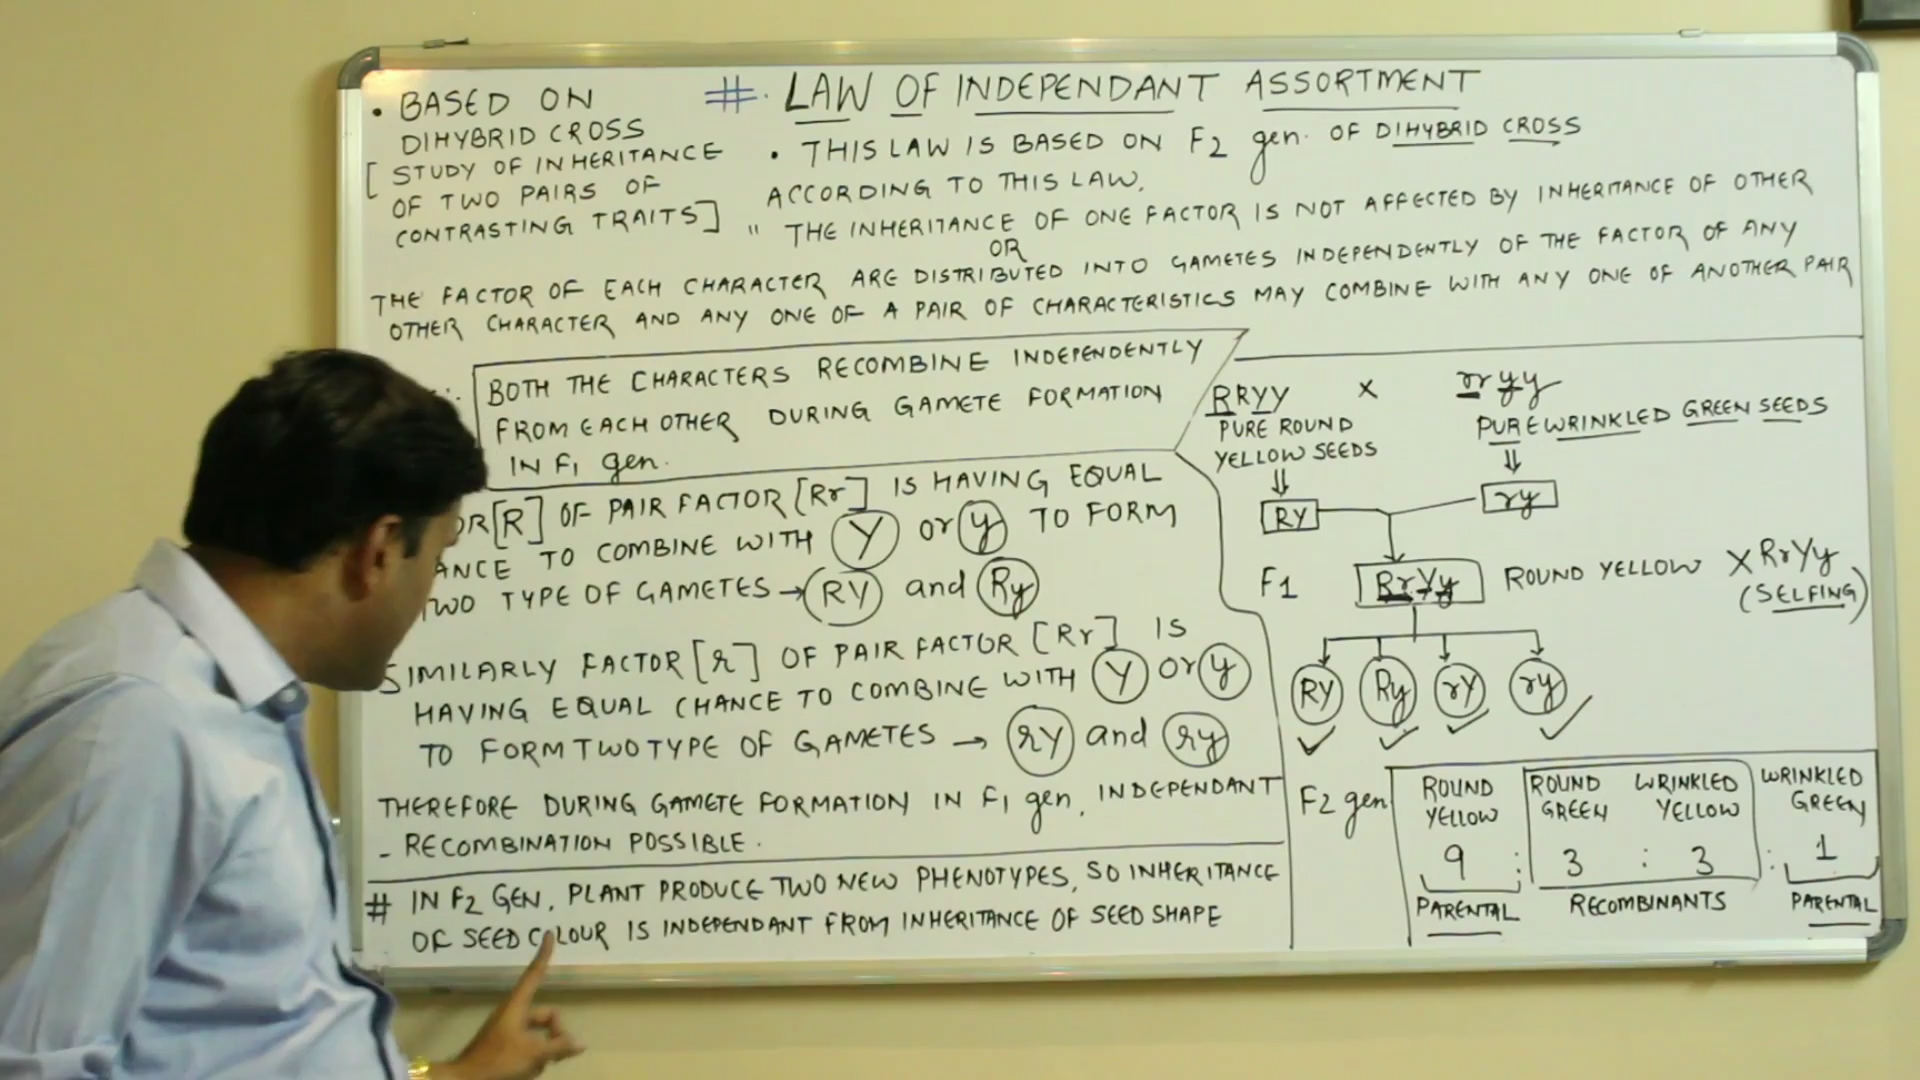 # LAW OF INDEPENDANT ASSORTMENT
• BASED ON
DIHYBRID CROSS
[ STUDY OF INHERITANCE
OF TWO PAIRS OF
CONTRASTING TRAITS ]
• THIS LAW IS BASED ON F2 gen. OF DIHYBRID CROSS
ACCORDING TO THIS LAW,
" THE INHERITANCE OF ONE FACTOR IS NOT AFFECTED BY INHERITANCE OF OTHER
OR
THE FACTOR OF EACH CHARACTER ARE DISTRIBUTED INTO GAMETES INDEPENDENTLY OF THE FACTOR OF ANY
OTHER CHARACTER AND ANY ONE OF A PAIR OF CHARACTERISTICS MAY COMBINE WITH ANY ONE OF ANOTHER PAIR
BOTH THE CHARACTERS RECOMBINE INDEPENDENTLY
FROM EACH OTHER DURING GAMETE FORMATION
IN F1 gen.
OR [R] OF PAIR FACTOR [Rr] IS HAVING EQUAL
ANCE TO COMBINE WITH Y or y TO FORM
TWO TYPE OF GAMETES → RY and Ry
SIMILARLY FACTOR [r] OF PAIR FACTOR [Rr] IS
HAVING EQUAL CHANCE TO COMBINE WITH Y or y
TO FORM TWO TYPE OF GAMETES → rY and ry
THEREFORE DURING GAMETE FORMATION IN F1 gen, INDEPENDANT
- RECOMBINATION POSSIBLE.
# IN F2 GEN, PLANT PRODUCE TWO NEW PHENOTYPES, SO INHERITANCE
OF SEED COLOUR IS INDEPENDANT FROM INHERITANCE OF SEED SHAPE
RRYY × rryy
PURE ROUND
YELLOW SEEDS
PURE WRINKLED GREEN SEEDS
RY
ry
F1 RrYy ROUND YELLOW × RrYy
(SELFING)
RY Ry rY ry
F2 gen
ROUND YELLOW
ROUND GREEN
WRINKLED YELLOW
WRINKLED GREEN
9 : 3 : 3 : 1
PARENTAL RECOMBINANTS PARENTAL